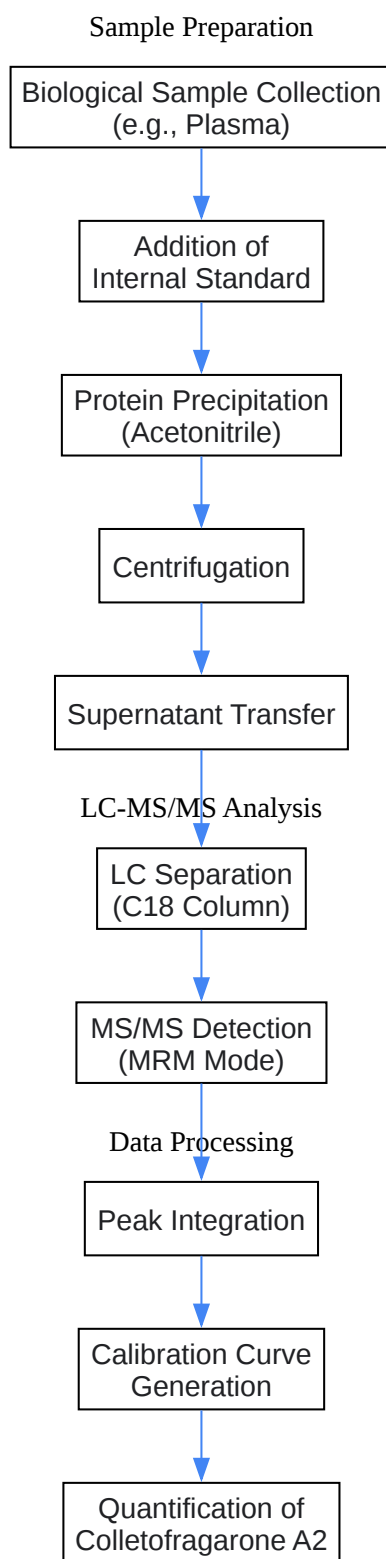 Sample Preparation
Biological Sample Collection
(e.g., Plasma)
Addition of
Internal Standard
Protein Precipitation
(Acetonitrile)
Centrifugation
Supernatant Transfer
LC-MS/MS Analysis
LC Separation
(C18 Column)
MS/MS Detection
(MRM Mode)
Data Processing
Peak Integration
Calibration Curve
Generation
Quantification of
Colletofragarone A2